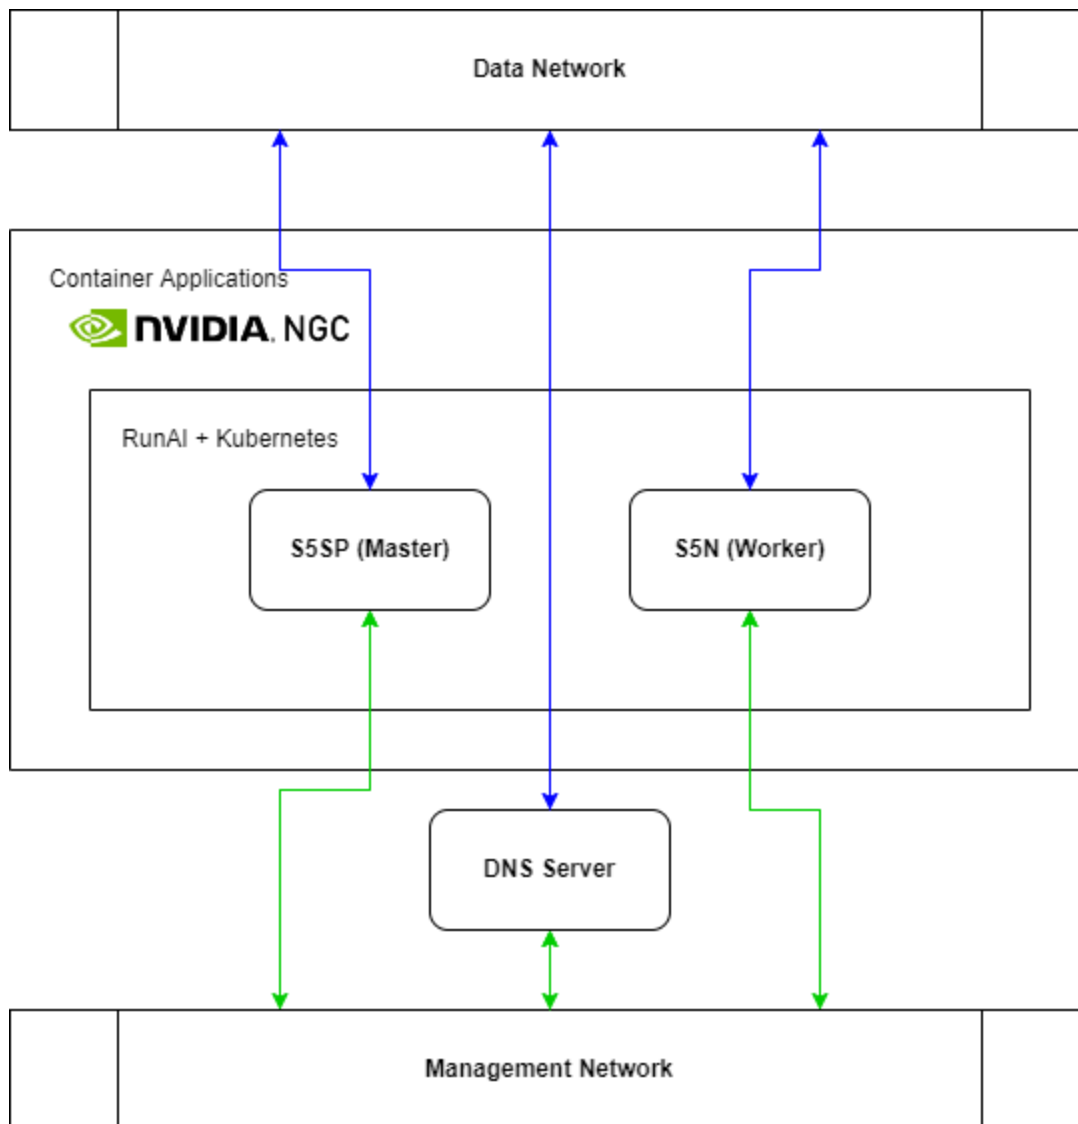 Data Network
Container Applications
NVIDIA. NGC
RunAI + Kubernetes
S5SP (Master)
S5N (Worker)
DNS Server
Management Network